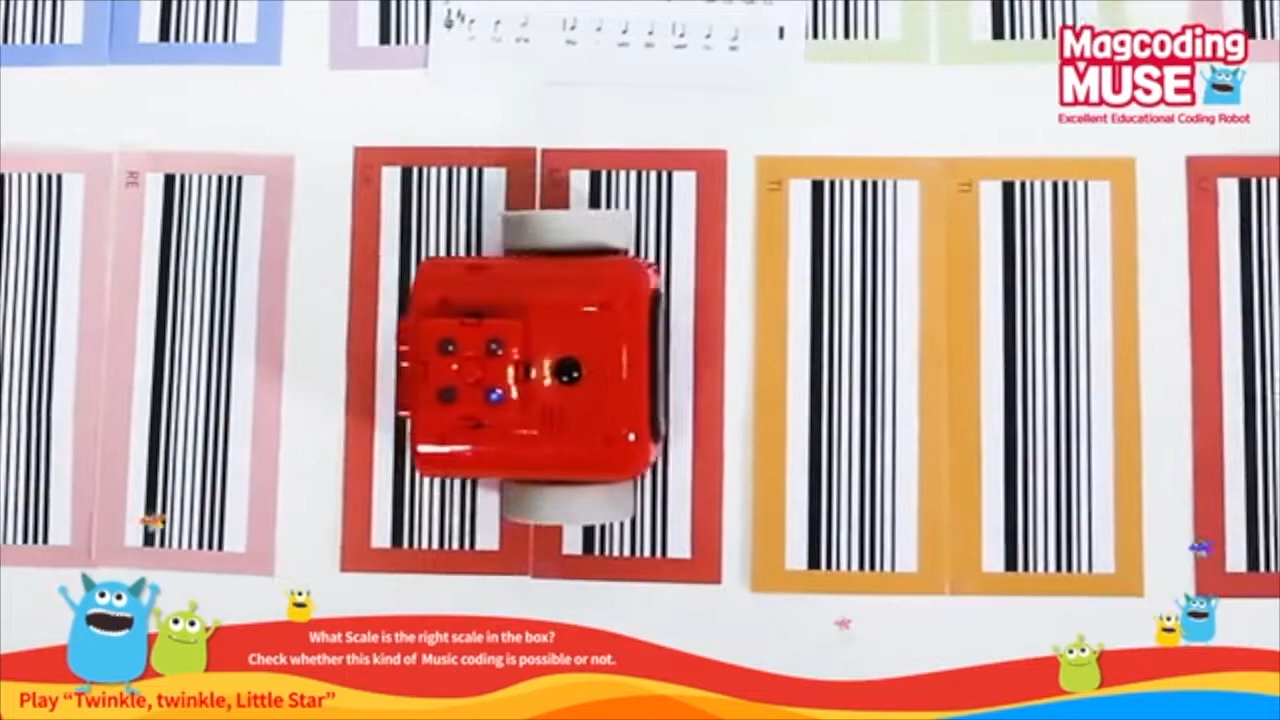 Magcoding
MUSE
Excellent Educational Coding Robot
RE
What Scale is the right scale in the box?
Check whether this kind of Music coding is possible or not.
Play “Twinkle, twinkle, Little Star”